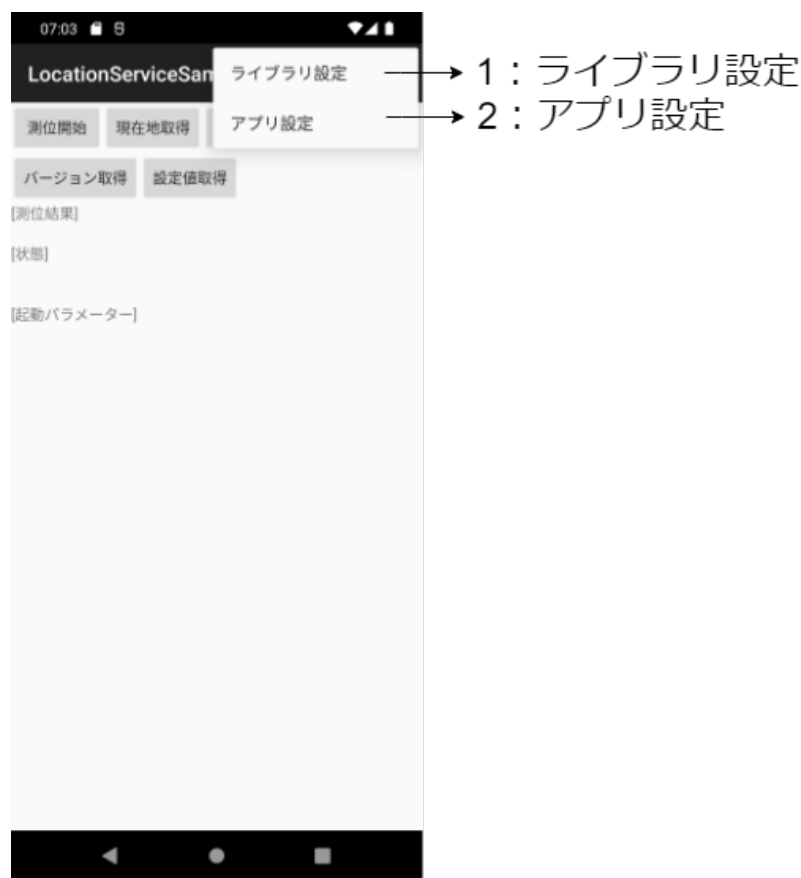 07:03
LocationServiceSam
ライブラリ設定
アプリ設定
1：ライブラリ設定
2：アプリ設定
測位開始 現在地取得
バージョン取得 設定値取得
[測位結果]
[状態]
[起動パラメーター]